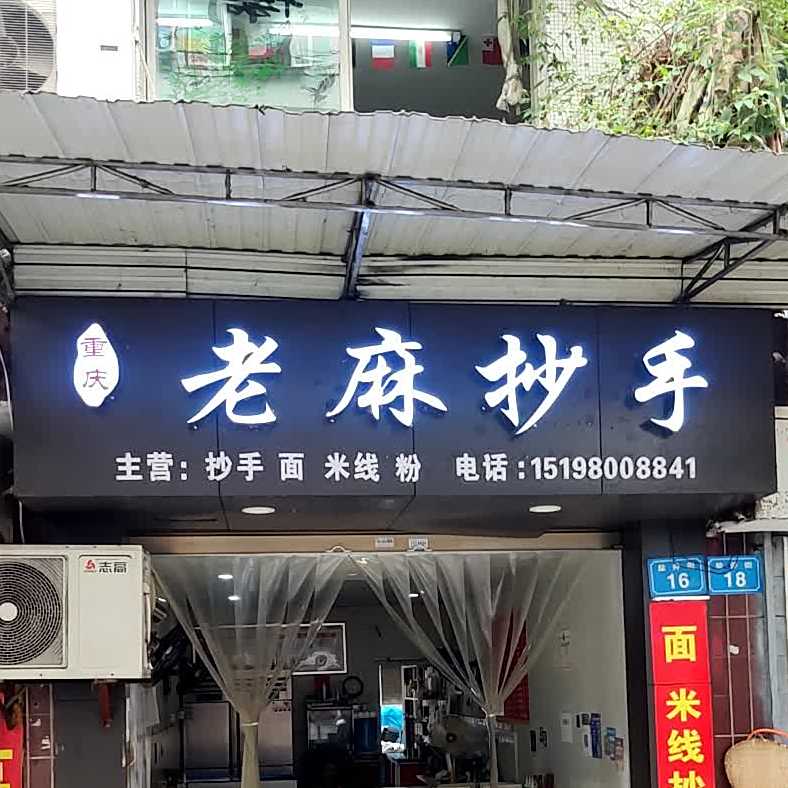 重庆
老麻抄手
主营：抄手 面 米线 粉 电话：15198008841
志高
16
18
面
米线抄